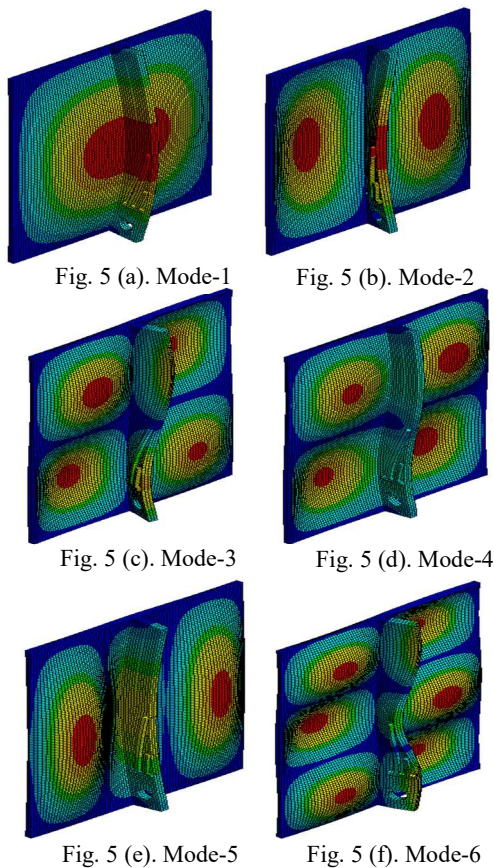 Fig. 5 (a). Mode-1
Fig. 5 (b). Mode-2
Fig. 5 (c). Mode-3
Fig. 5 (d). Mode-4
Fig. 5 (e). Mode-5
Fig. 5 (f). Mode-6